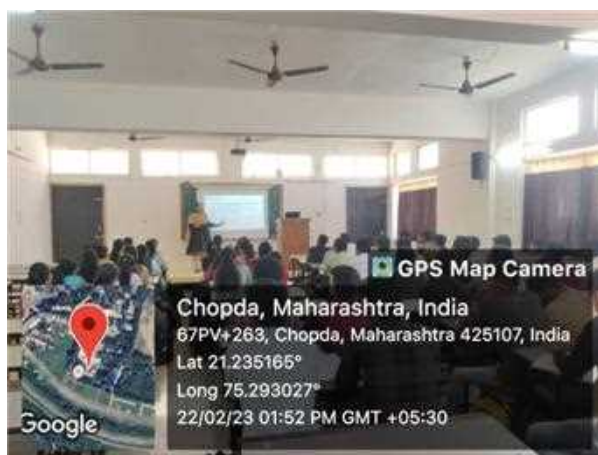 GPS Map Camera
Chopda, Maharashtra, India
67PV+263, Chopda, Maharashtra 425107, India
Lat 21.235165°
Long 75.293027°
22/02/23 01:52 PM GMT +05:30
Google